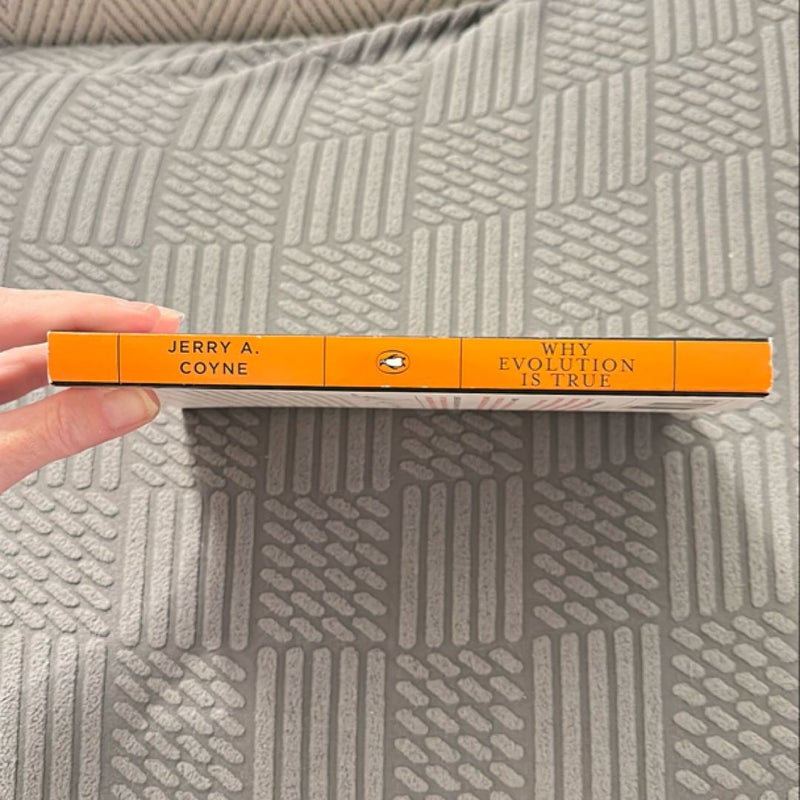 JERRY A.
COYNE
WHY
EVOLUTION
IS TRUE